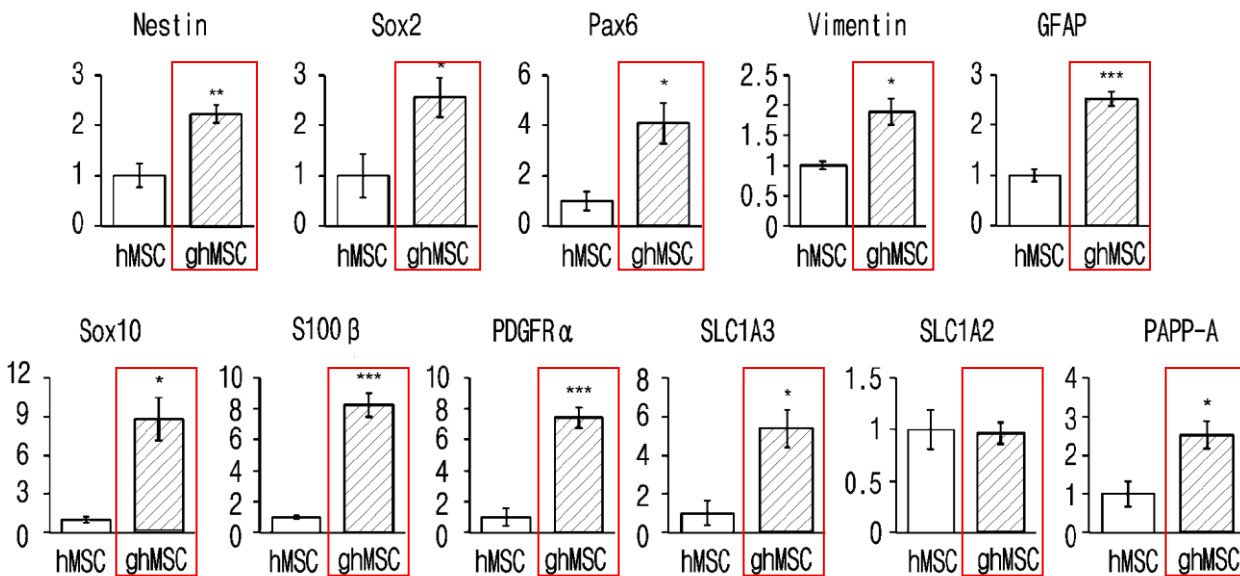 Nestin
Sox2
Pax6
Vimentin
GFAP
3
2
1
0
**
hMSC
ghMSC
3
2
1
0
*
hMSC
ghMSC
6
4
2
0
*
hMSC
ghMSC
2.5
2
1.5
1
0.5
0
*
hMSC
ghMSC
3
2
1
0
***
hMSC
ghMSC
Sox10
S100 β
PDGFR α
SLC1A3
SLC1A2
PAPP-A
12
9
6
3
0
*
hMSC
ghMSC
10
8
6
4
2
0
***
hMSC
ghMSC
10
8
6
4
2
0
***
hMSC
ghMSC
8
6
4
2
0
*
hMSC
ghMSC
1.5
1
0.5
0
hMSC
ghMSC
4
3
2
1
0
*
hMSC
ghMSC